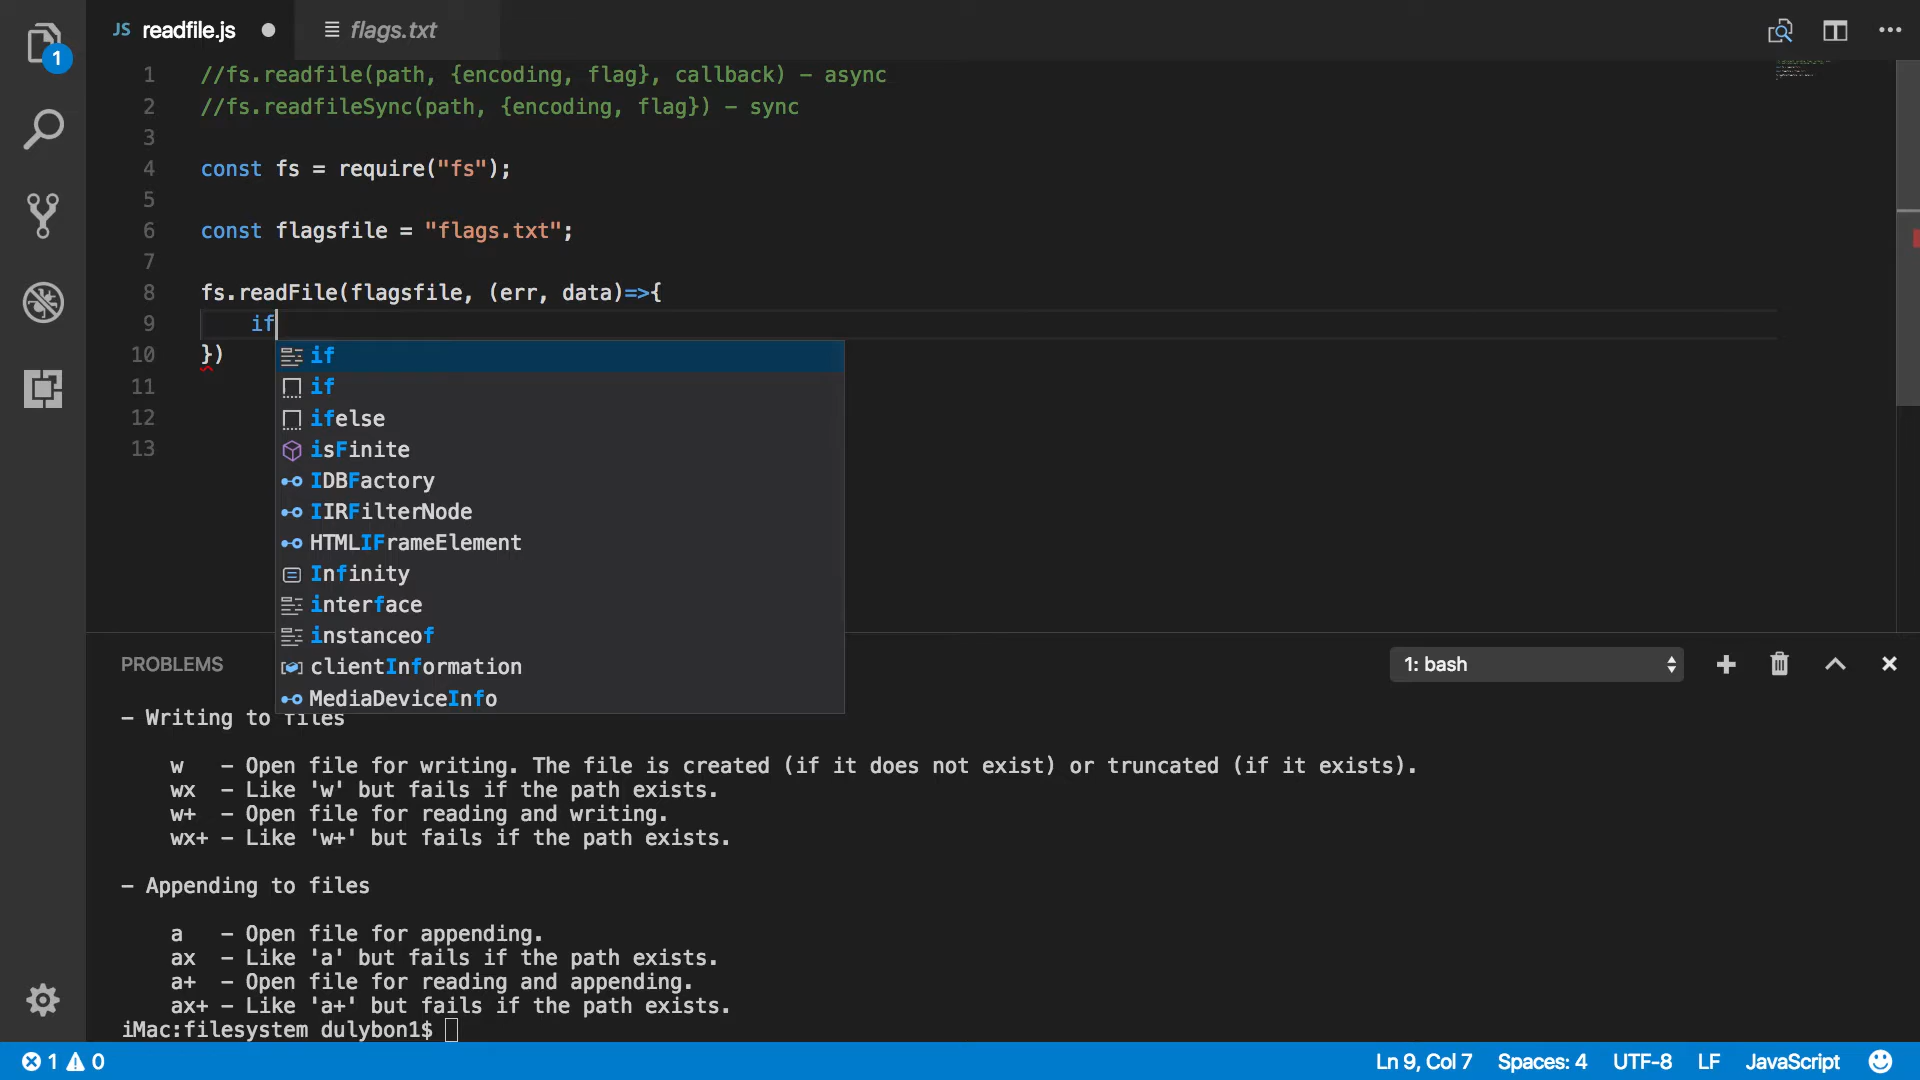 1
JS readfile.js
flags.txt
1 //fs.readfile(path, {encoding, flag}, callback) – async
2 //fs.readfileSync(path, {encoding, flag}) – sync
3
4 const fs = require("fs");
5
6 const flagsfile = "flags.txt";
7
8 fs.readFile(flagsfile, (err, data)=>{
9 if
10 })
11
12
13
if
if
ifelse
isFinite
IDBFactory
IIRFilterNode
HTMLIFrameElement
Infinity
interface
instanceof
clientInformation
MediaDeviceInfo
PROBLEMS
1: bash
– Writing to files
w – Open file for writing. The file is created (if it does not exist) or truncated (if it exists).
wx – Like 'w' but fails if the path exists.
w+ – Open file for reading and writing.
wx+ – Like 'w+' but fails if the path exists.
– Appending to files
a – Open file for appending.
ax – Like 'a' but fails if the path exists.
a+ – Open file for reading and appending.
ax+ – Like 'a+' but fails if the path exists.
iMac:filesystem dulybon1$
1 0
Ln 9, Col 7
Spaces: 4
UTF-8
LF
JavaScript